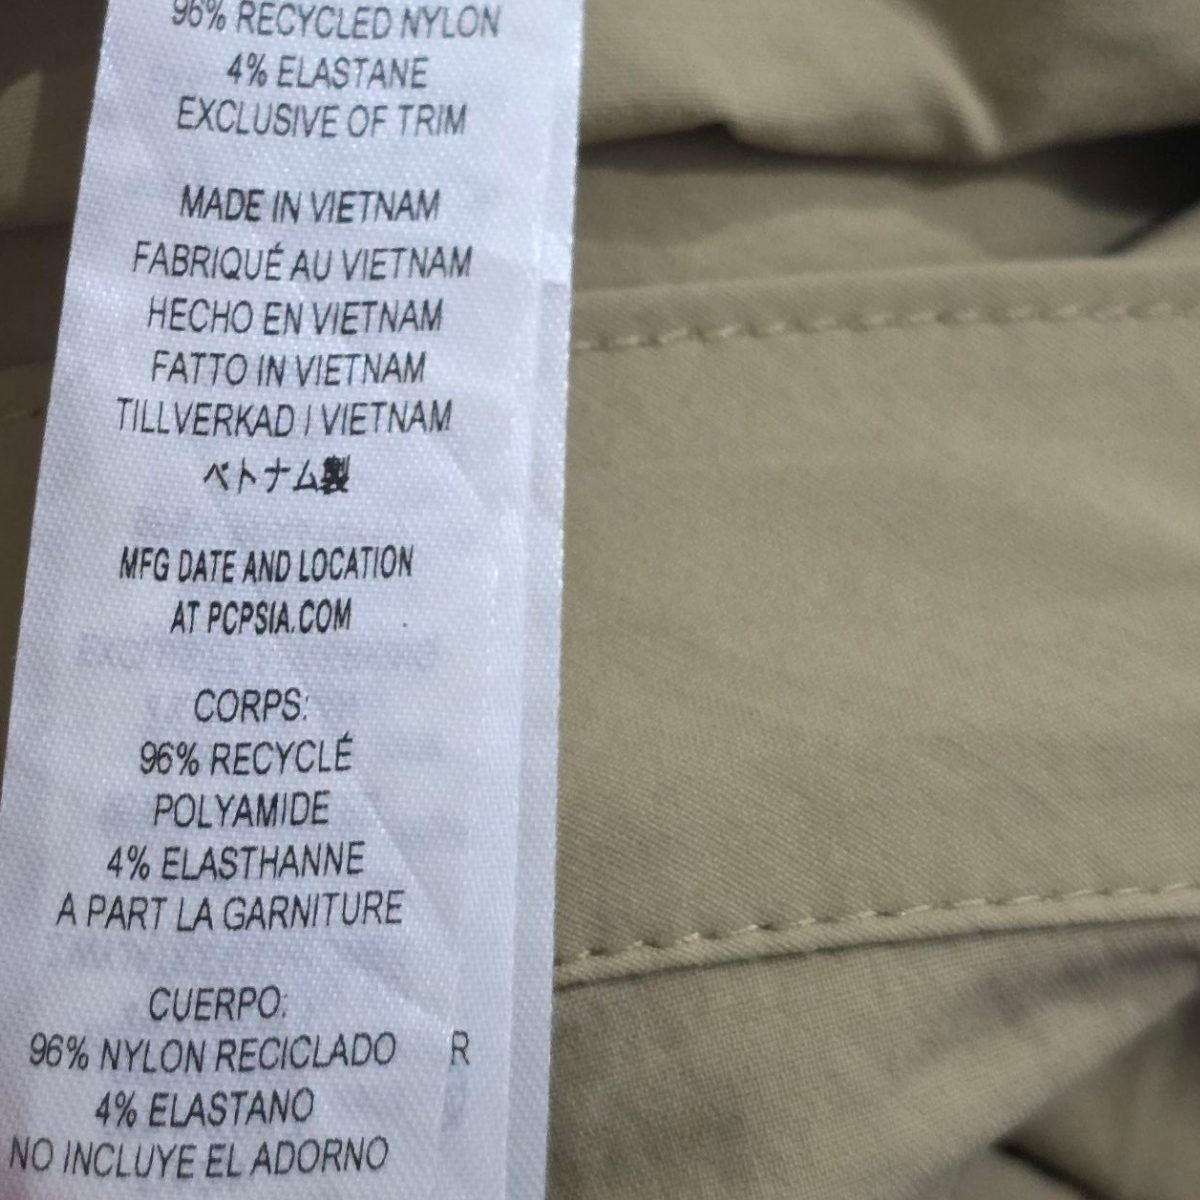 96% RECYCLED NYLON
4% ELASTANE
EXCLUSIVE OF TRIM
MADE IN VIETNAM
FABRIQUÉ AU VIETNAM
HECHO EN VIETNAM
FATTO IN VIETNAM
TILLVERKAD I VIETNAM
ベトナム製
MFG DATE AND LOCATION
AT PCPSIA.COM
CORPS:
96% RECYCLÉ
POLYAMIDE
4% ELASTHANNE
A PART LA GARNITURE
CUERPO:
96% NYLON RECICLADO R
4% ELASTANO
NO INCLUYE EL ADORNO